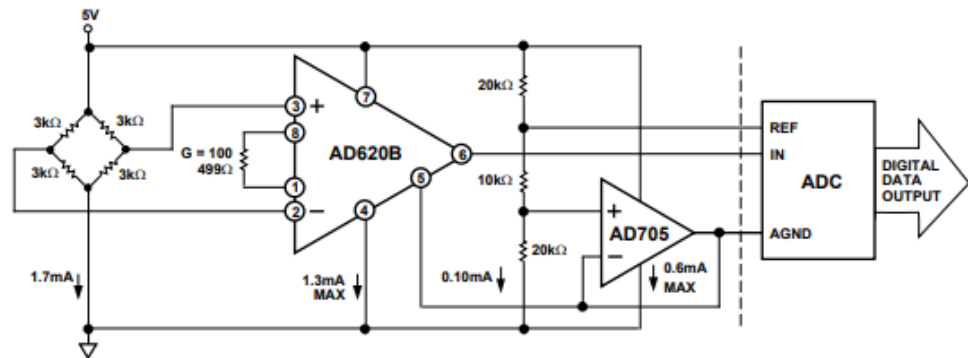 5V
3kΩ
3kΩ
3kΩ
3kΩ
G = 100
499Ω
3
+
8
1
2
−
7
AD620B
6
5
4
20kΩ
10kΩ
20kΩ
+
AD705
−
REF
IN
ADC
AGND
DIGITAL
DATA
OUTPUT
1.7mA
1.3mA
MAX
0.10mA
0.6mA
MAX